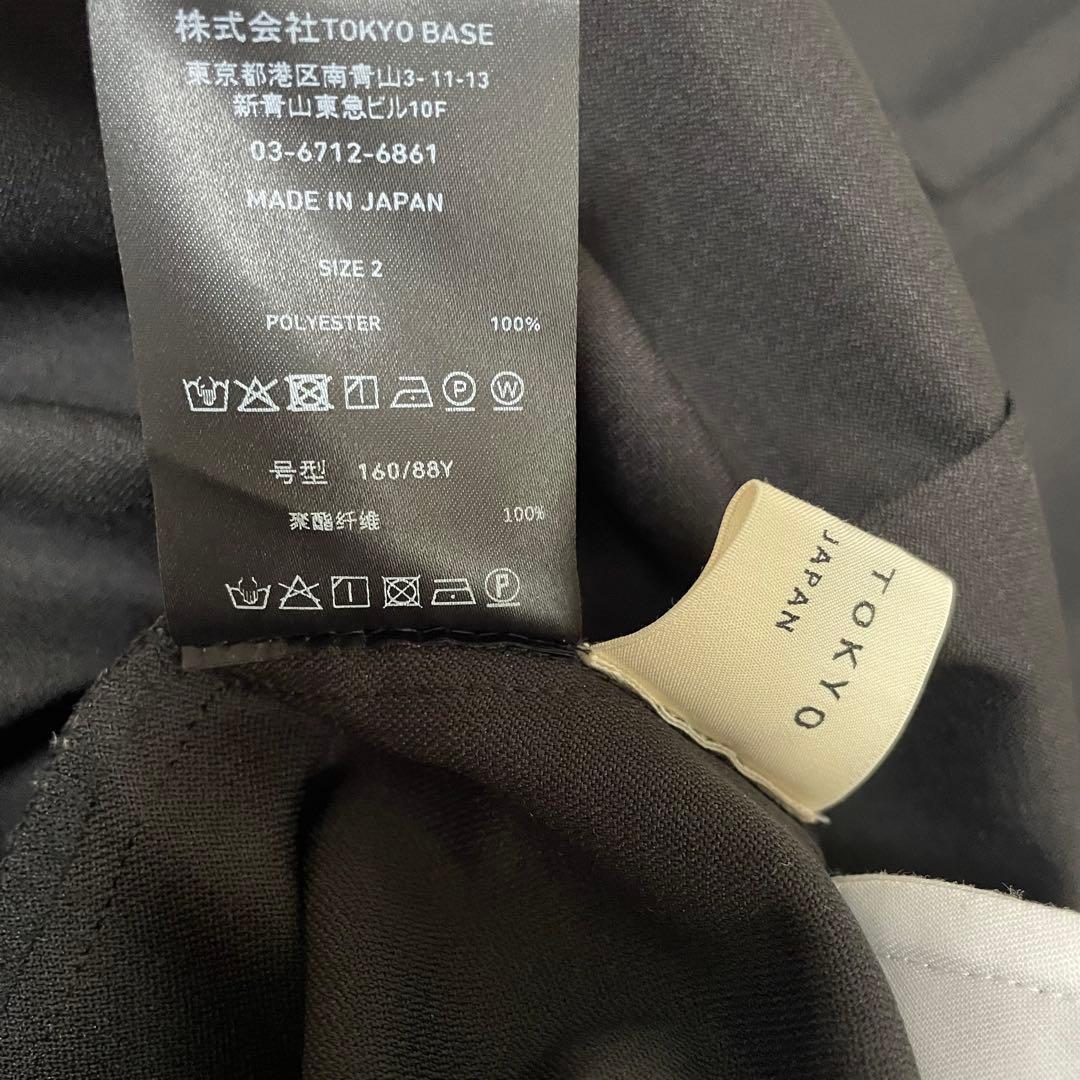 株式会社TOKYO BASE
東京都港区南青山3-11-13
新青山東急ビル10F
03-6712-6861
MADE IN JAPAN
SIZE 2
POLYESTER 100%
P W
号型 160/88Y
聚酯纤维 100%
P
TOKYO
JAPAN